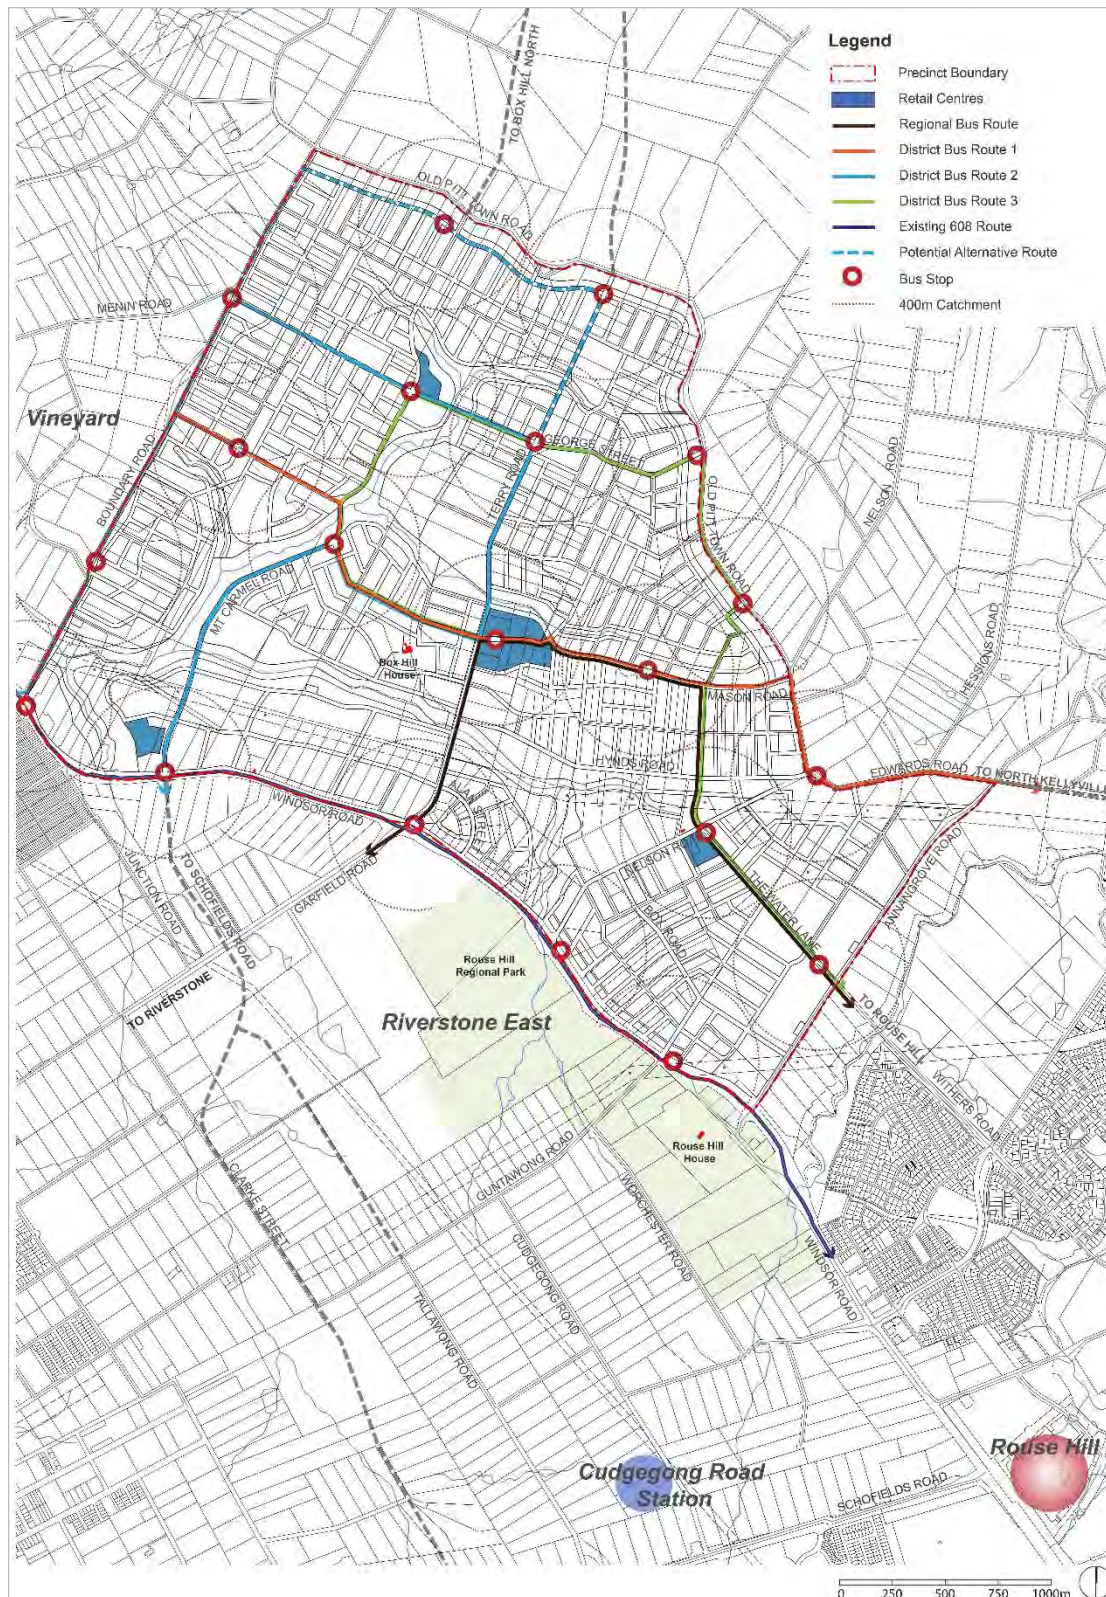 Legend
Precinct Boundary
Retail Centres
Regional Bus Route
District Bus Route 1
District Bus Route 2
District Bus Route 3
Existing 608 Route
Potential Alternative Route
Bus Stop
400m Catchment
TO BOX HILL NORTH
OLD PITT TOWN ROAD
MENIN ROAD
Vineyard
BOUNDARY ROAD
GEORGE STREET
TERRY ROAD
OLD PITT TOWN ROAD
NELSON ROAD
HESSIONS ROAD
MT CARMEL ROAD
Box Hill
House
MASON ROAD
HYNDS ROAD
EDWARDS ROAD
TO NORTH KELLYVILLE
ALAN STREET
WINDSOR ROAD
NELSON RO
ANNANGROVE ROAD
JUNCTION ROAD
TO SCHOFIELDS ROAD
GARFIELD ROAD
THE WATER LANE
ROAD
Rouse Hill
Regional Park
TO RIVERSTONE
Riverstone East
TO ROUSE HILL
WITHERS ROAD
Rouse Hill
House
GUNTAWONG ROAD
CLARKE STREET
WORCHESTER ROAD
CUDGEGONG ROAD
WINDSOR ROAD
TALLAWONG ROAD
Rouse Hill
Cudgegong Road
Station
SCHOFIELDS ROAD
0 250 500 750 1000m